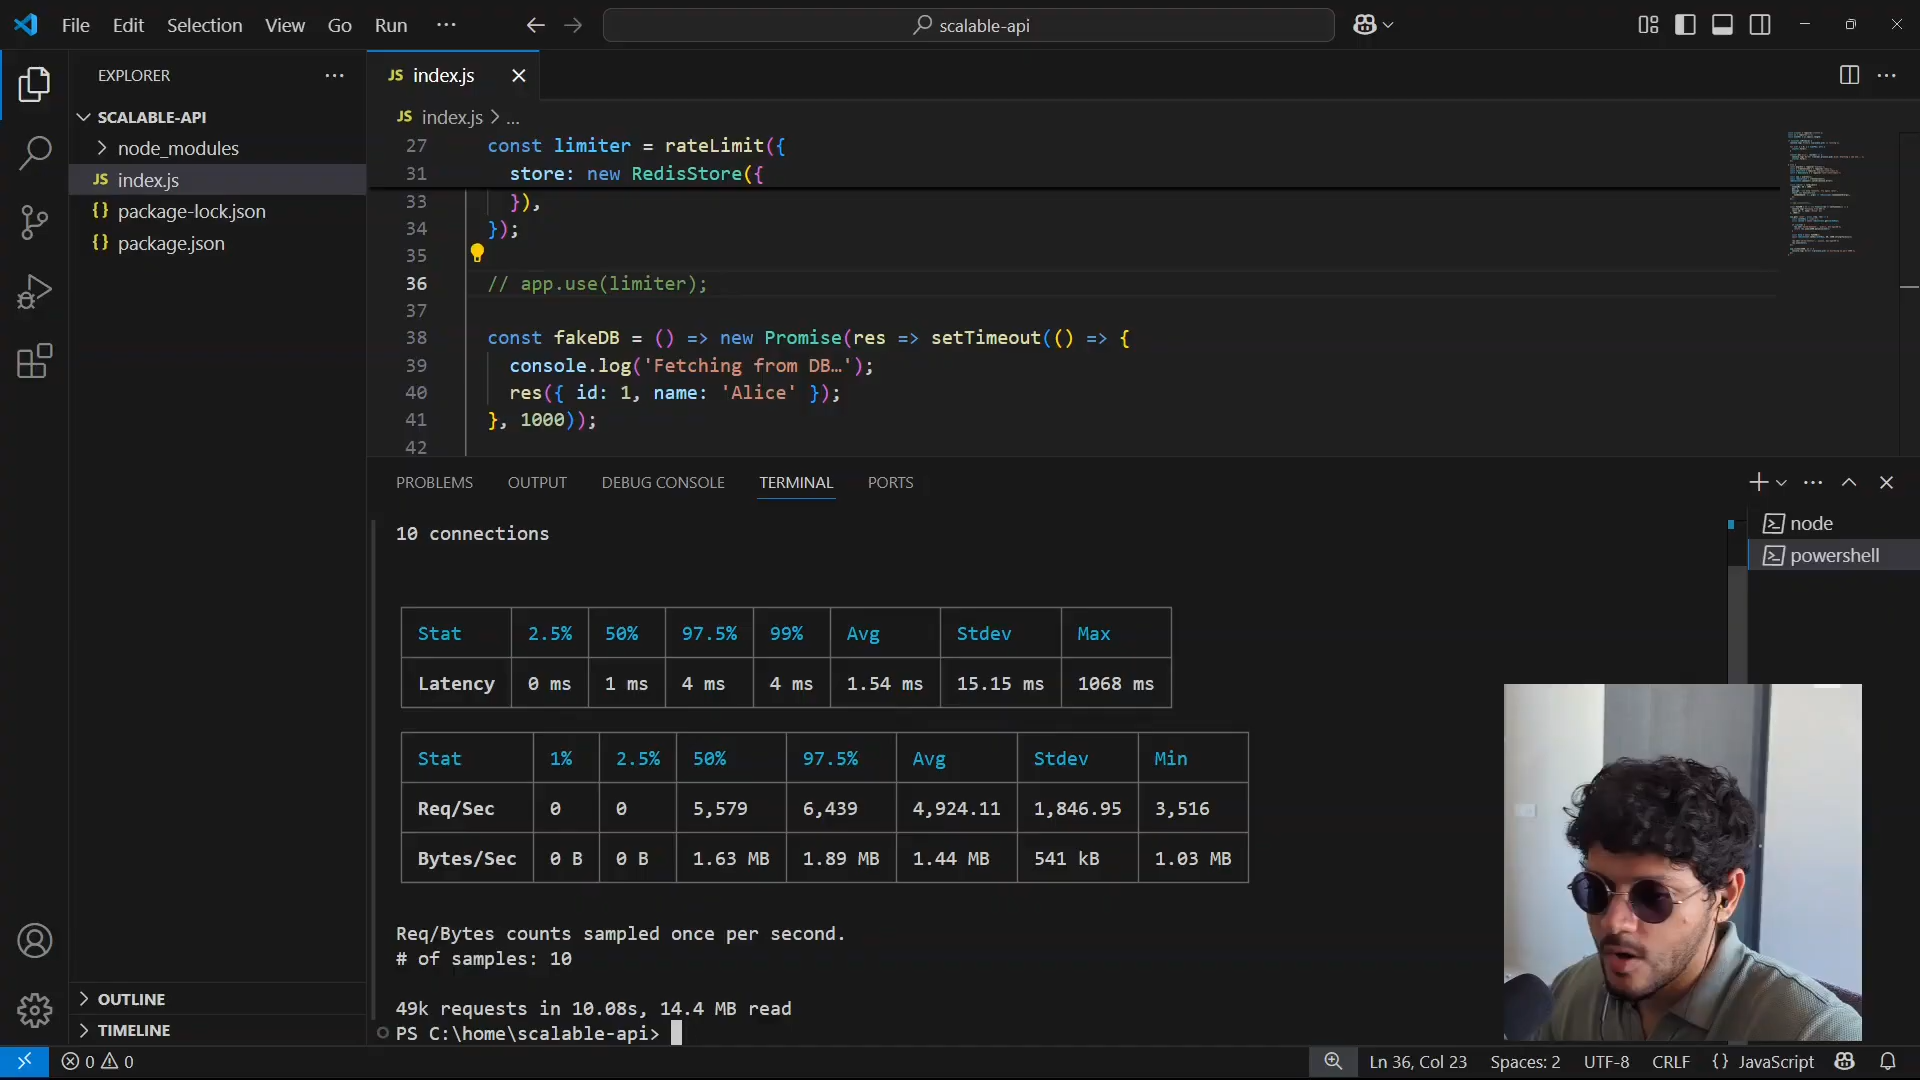 File Edit Selection View Go Run ···
scalable-api
EXPLORER
SCALABLE-API
node_modules
JS index.js
{} package-lock.json
{} package.json
OUTLINE
TIMELINE
JS index.js
JS index.js > ...
27 const limiter = rateLimit({
31 store: new RedisStore({
33 }),
34 });
35
36 // app.use(limiter);
37
38 const fakeDB = () => new Promise(res => setTimeout(() => {
39 console.log('Fetching from DB…');
40 res({ id: 1, name: 'Alice' });
41 }, 1000));
42
PROBLEMS OUTPUT DEBUG CONSOLE TERMINAL PORTS
node
powershell
10 connections
Stat 2.5% 50% 97.5% 99% Avg Stdev Max
Latency 0 ms 1 ms 4 ms 4 ms 1.54 ms 15.15 ms 1068 ms
Stat 1% 2.5% 50% 97.5% Avg Stdev Min
Req/Sec 0 0 5,579 6,439 4,924.11 1,846.95 3,516
Bytes/Sec 0 B 0 B 1.63 MB 1.89 MB 1.44 MB 541 kB 1.03 MB
Req/Bytes counts sampled once per second.
# of samples: 10
49k requests in 10.08s, 14.4 MB read
PS C:\home\scalable-api>
0 0 Ln 36, Col 23 Spaces: 2 UTF-8 CRLF {} JavaScript